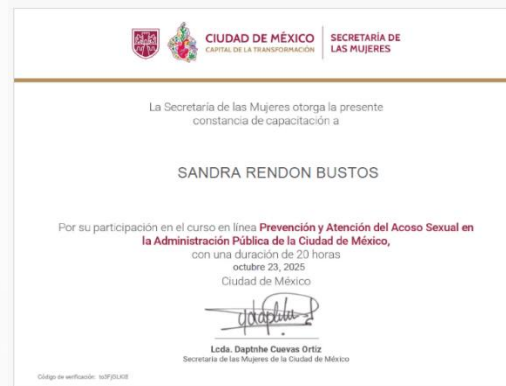 CIUDAD DE MÉXICO
CAPITAL DE LA TRANSFORMACIÓN
SECRETARÍA DE
LAS MUJERES
La Secretaría de las Mujeres otorga la presente
constancia de capacitación a
SANDRA RENDON BUSTOS
Por su participación en el curso en línea Prevención y Atención del Acoso Sexual en
la Administración Pública de la Ciudad de México,
con una duración de 20 horas
octubre 23, 2025
Ciudad de México
Lcda. Daptnhe Cuevas Ortiz
Secretaria de las Mujeres de la Ciudad de México
Código de verificación: